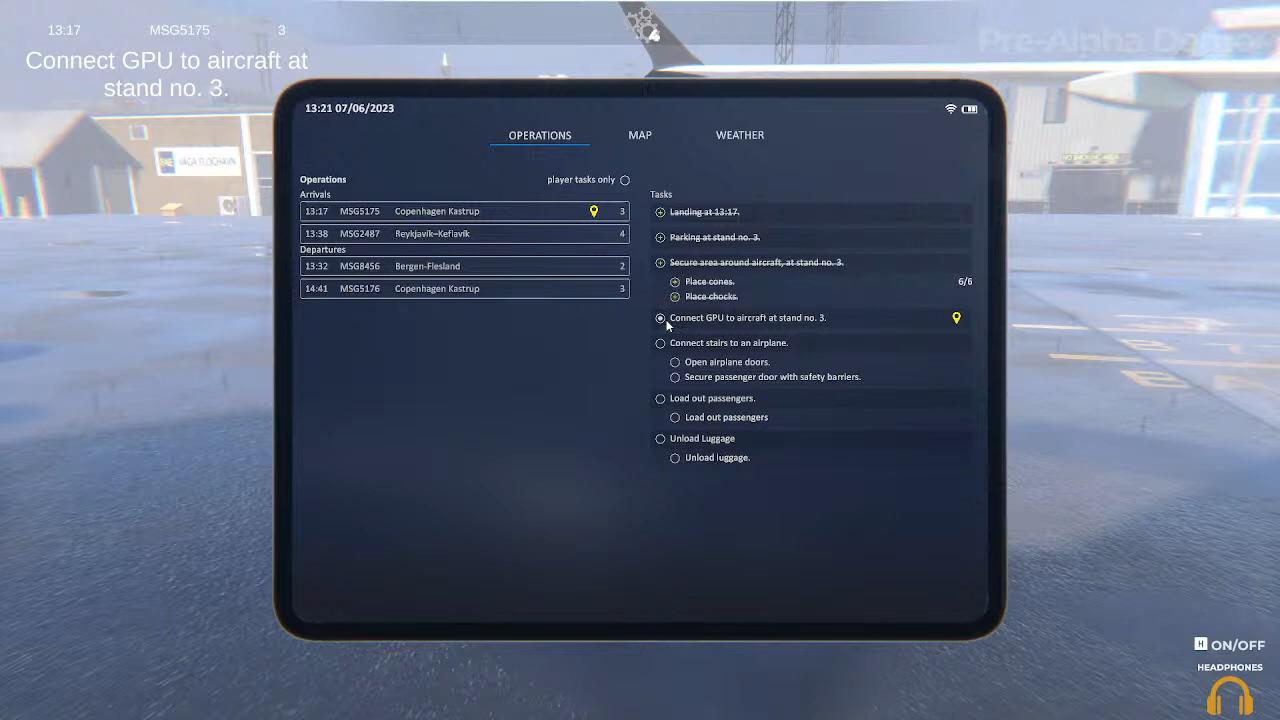 13:17 MSG5175 3
Connect GPU to aircraft at
stand no. 3.
Pre-Alpha
13:21 07/06/2023
OPERATIONS MAP WEATHER
Operations player tasks only
Arrivals
13:17 MSG5175 Copenhagen Kastrup 3
13:38 MSG2487 Reykjavik–Keflavik 4
Departures
13:32 MSG8456 Bergen-Flesland 2
14:41 MSG5176 Copenhagen Kastrup 3
Tasks
Landing at 13:17.
Parking at stand no. 3.
Secure area around aircraft, at stand no. 3.
Place cones. 6/6
Place chocks.
Connect GPU to aircraft at stand no. 3.
Connect stairs to an airplane.
Open airplane doors.
Secure passenger door with safety barriers.
Load out passengers.
Load out passengers
Unload Luggage
Unload luggage.
VÁGA FLOGHAVN
NO SMOKING AREA
H ON/OFF
HEADPHONES